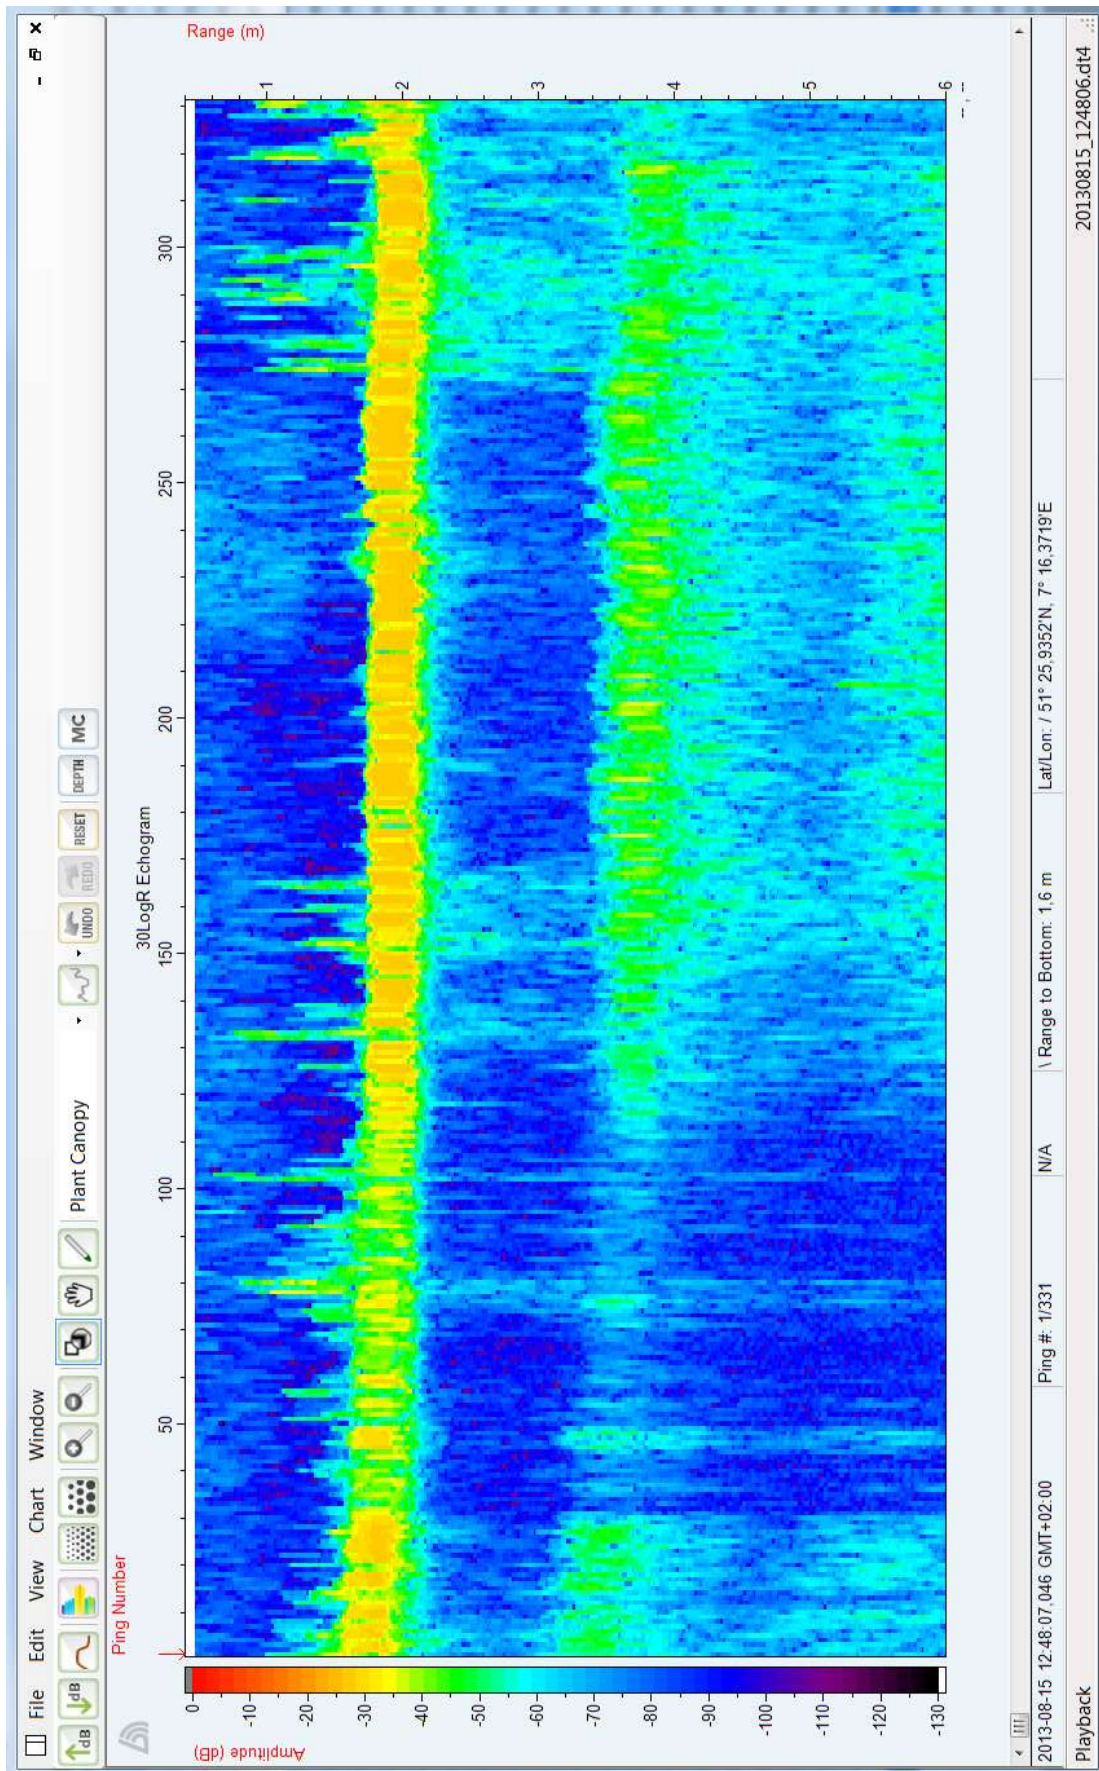 File Edit View Chart Window
dB dB Plant Canopy UNDO REDO RESET DEPTH MC
Ping Number
30LogR Echogram
50 100 150 200 250 300
Range (m)
1
2
3
4
5
6
--, --
Amplitude (dB)
0
-10
-20
-30
-40
-50
-60
-70
-80
-90
-100
-110
-120
-130
2013-08-15 12:48:07,046 GMT+02:00 Ping #: 1/331 N/A \ Range to Bottom: 1,6 m Lat/Lon: / 51° 25,9352'N, 7° 16,3719'E
Playback 20130815_124806.dt4